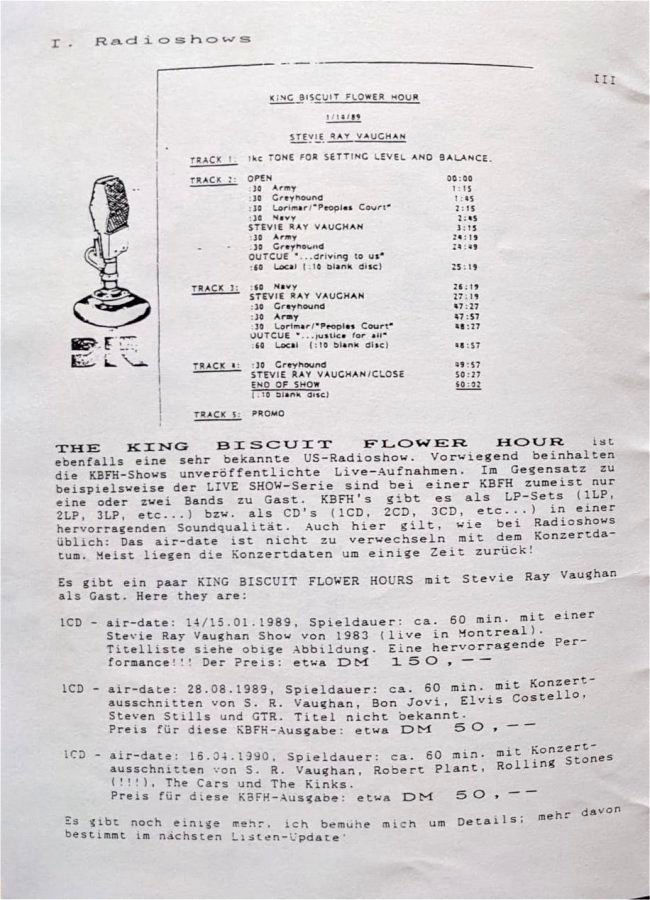 I. Radioshows
III
KING BISCUIT FLOWER HOUR
1/14/89
STEVIE RAY VAUGHAN
TRACK 1: 1kc TONE FOR SETTING LEVEL AND BALANCE.
TRACK 2: OPEN 00:00
:30 Army 1:15
:30 Greyhound 1:45
:30 Lorimar/"Peoples Court" 2:15
:30 Navy 2:45
STEVIE RAY VAUGHAN 3:15
:30 Army 24:19
:30 Greyhound 24:49
OUTCUE "...driving to us"
:60 Local (:10 blank disc) 25:19
TRACK 3: :60 Navy 26:19
STEVIE RAY VAUGHAN 27:19
:30 Greyhound 47:27
:30 Army 47:57
:30 Lorimar/"Peoples Court" 48:27
OUTCUE "...justice for all"
:60 Local (:10 blank disc) 48:57
TRACK 4: :30 Greyhound 49:57
STEVIE RAY VAUGHAN/CLOSE 50:27
END OF SHOW 60:02
(:10 blank disc)
TRACK 5: PROMO
DIR
THE KING BISCUIT FLOWER HOUR ist
ebenfalls eine sehr bekannte US-Radioshow. Vorwiegend beinhalten
die KBFH-Shows unveröffentlichte Live-Aufnahmen. Im Gegensatz zu
beispielsweise der LIVE SHOW-Serie sind bei einer KBFH zumeist nur
eine oder zwei Bands zu Gast. KBFH's gibt es als LP-Sets (1LP,
2LP, 3LP, etc...) bzw. als CD's (1CD, 2CD, 3CD, etc...) in einer
hervorragenden Soundqualität. Auch hier gilt, wie bei Radioshows
üblich: Das air-date ist nicht zu verwechseln mit dem Konzertda-
tum. Meist liegen die Konzertdaten um einige Zeit zurück!
Es gibt ein paar KING BISCUIT FLOWER HOURS mit Stevie Ray Vaughan
als Gast. Here they are:
1CD - air-date: 14/15.01.1989, Spieldauer: ca. 60 min. mit einer
Stevie Ray Vaughan Show von 1983 (live in Montreal).
Titelliste siehe obige Abbildung. Eine hervorragende Per-
formance!!! Der Preis: etwa DM 150,--
1CD - air-date: 28.08.1989, Spieldauer: ca. 60 min. mit Konzert-
ausschnitten von S. R. Vaughan, Bon Jovi, Elvis Costello,
Steven Stills und GTR. Titel nicht bekannt.
Preis für diese KBFH-Ausgabe: etwa DM 50,--
1CD - air-date: 16.04.1990, Spieldauer: ca. 60 min. mit Konzert-
ausschnitten von S. R. Vaughan, Robert Plant, Rolling Stones
(!!!), The Cars und The Kinks.
Preis für diese KBFH-Ausgabe: etwa DM 50,--
Es gibt noch einige mehr, ich bemühe mich um Details; mehr davon
bestimmt im nächsten Listen-Update!